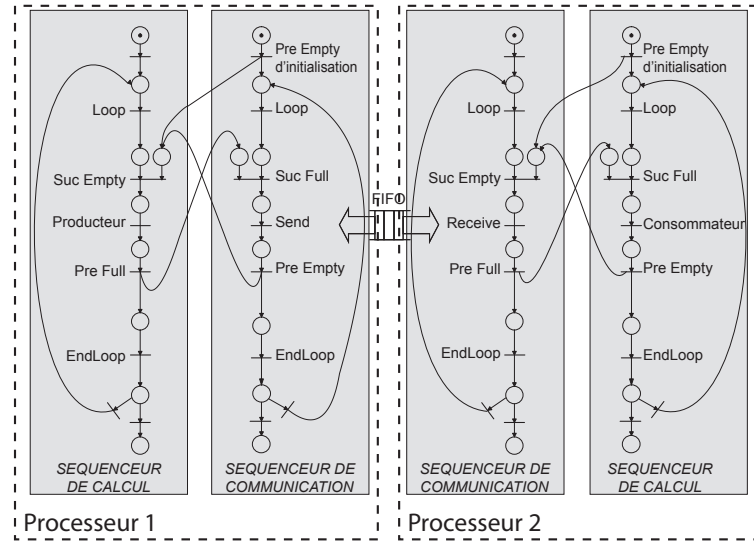 Pre Empty
d'initialisation
Loop
Loop
Suc Empty
Suc Full
Producteur
Send
Pre Full
Pre Empty
EndLoop
EndLoop
SEQUENCEUR
DE CALCUL
SEQUENCEUR DE
COMMUNICATION
Processeur 1
FIFO
Pre Empty
d'initialisation
Loop
Loop
Suc Empty
Suc Full
Receive
Consommateur
Pre Full
Pre Empty
EndLoop
EndLoop
SEQUENCEUR DE
COMMUNICATION
SEQUENCEUR
DE CALCUL
Processeur 2